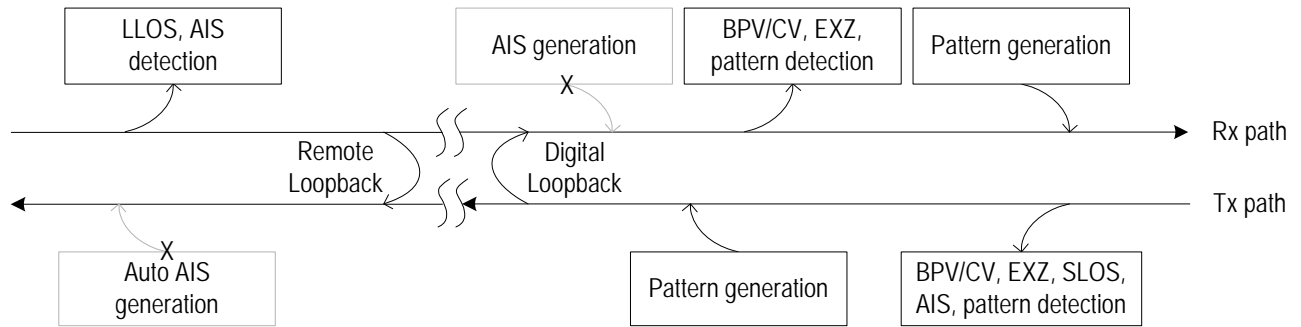 LLOS, AIS
detection
AIS generation
BPV/CV, EXZ,
pattern detection
Pattern generation
X
Rx path
Remote
Loopback
Digital
Loopback
Tx path
X
Auto AIS
generation
Pattern generation
BPV/CV, EXZ, SLOS,
AIS, pattern detection